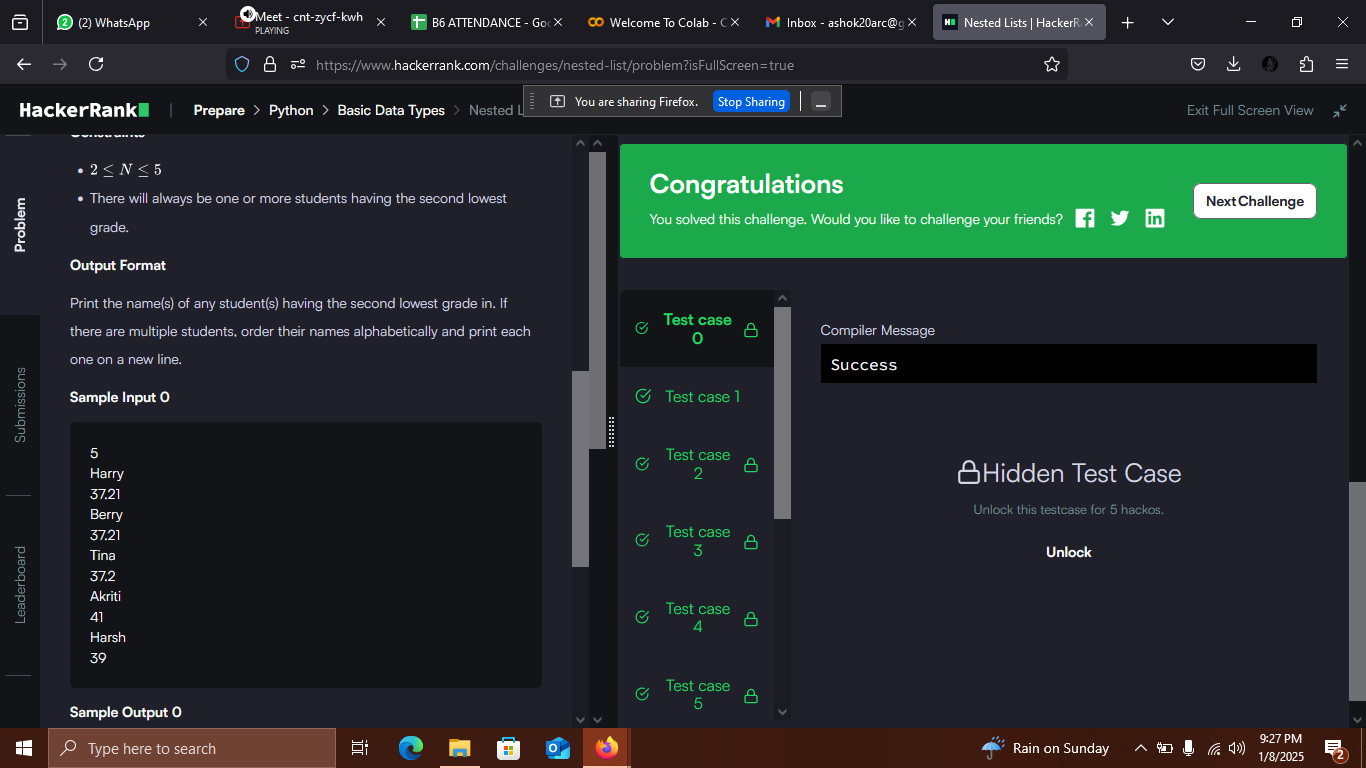 (2) WhatsApp
Meet - cnt-zycf-kwh
PLAYING
B6 ATTENDANCE - Goo
Welcome To Colab - C
Inbox - ashok20arc@g
Nested Lists | HackerRa
https://www.hackerrank.com/challenges/nested-list/problem?isFullScreen=true
You are sharing Firefox.
Stop Sharing
HackerRank
Prepare > Python > Basic Data Types > Nested L
Exit Full Screen View
Problem
Submissions
Leaderboard
Constraints
• 2 ≤ N ≤ 5
• There will always be one or more students having the second lowest
grade.
Output Format
Print the name(s) of any student(s) having the second lowest grade in. If
there are multiple students, order their names alphabetically and print each
one on a new line.
Sample Input 0
5
Harry
37.21
Berry
37.21
Tina
37.2
Akriti
41
Harsh
39
Sample Output 0
Congratulations
You solved this challenge. Would you like to challenge your friends?
Next Challenge
Test case
0
Test case 1
Test case
2
Test case
3
Test case
4
Test case
5
Compiler Message
Success
Hidden Test Case
Unlock this testcase for 5 hackos.
Unlock
Type here to search
Rain on Sunday
9:27 PM
1/8/2025
2